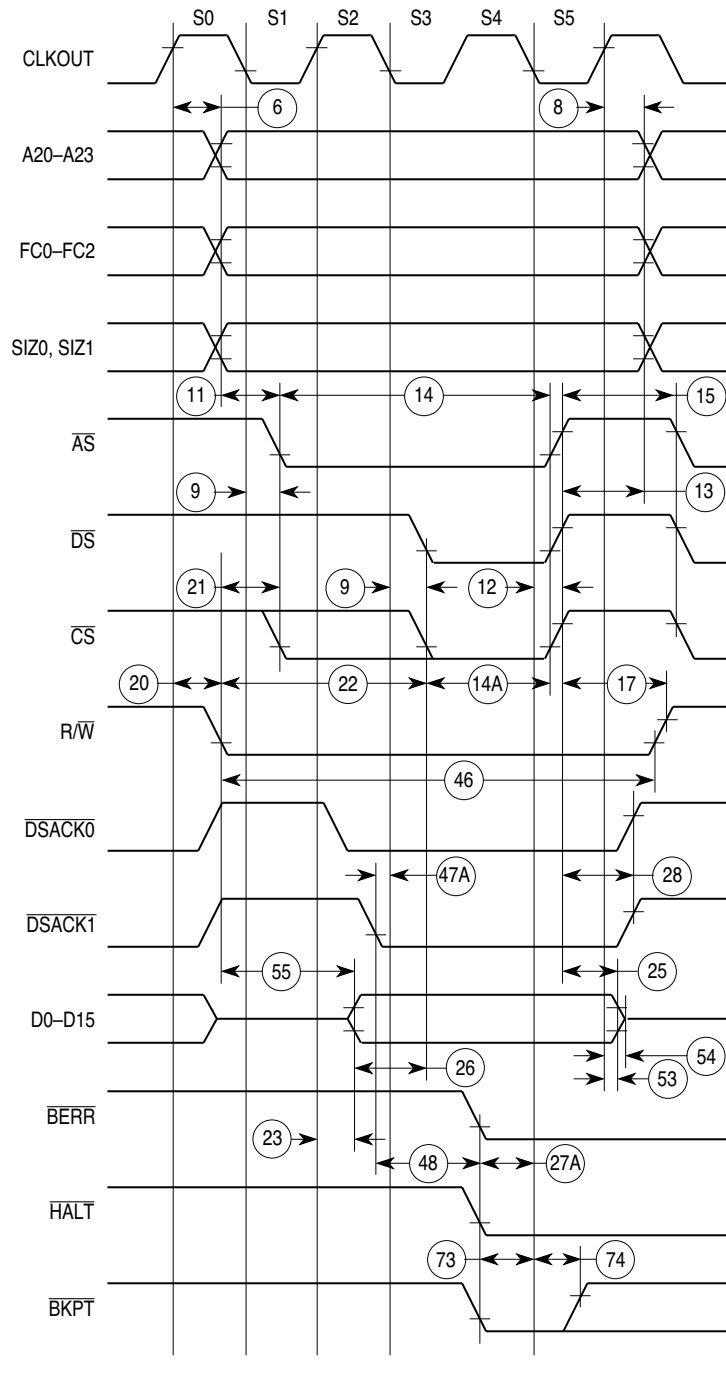 S0 S1 S2 S3 S4 S5
CLKOUT
6 8
A20–A23
FC0–FC2
SIZ0, SIZ1
11 14 15
AS
9 13
DS
21 9 12
CS
20 22 14A 17
R/W
46
DSACK0
47A 28
DSACK1
55 25
D0–D15
54
26 53
BERR
23
48 27A
HALT
73 74
BKPT